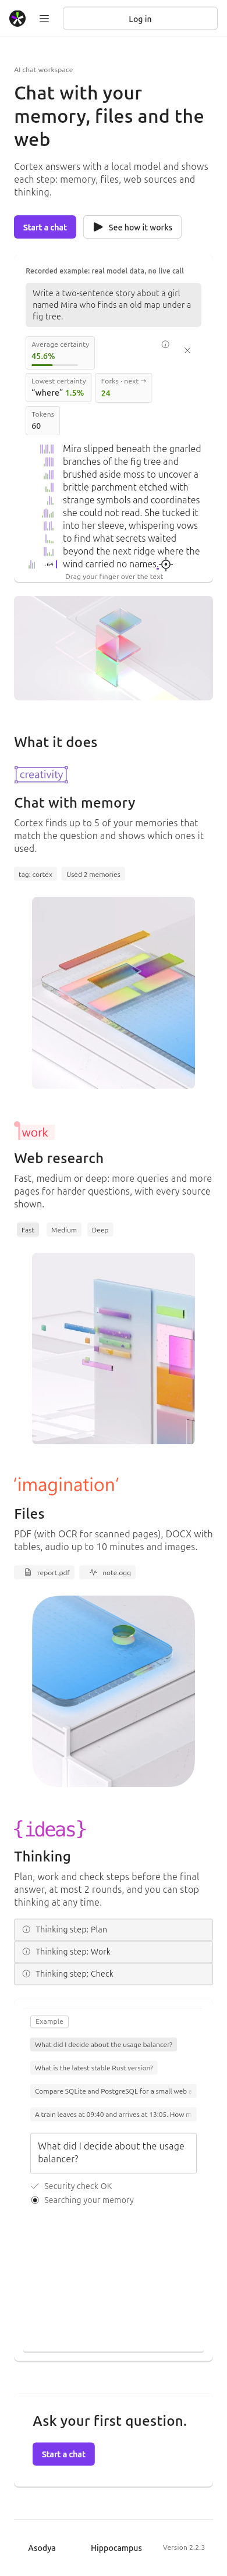 Log in
AI chat workspace
Chat with your
memory, files and the
web
Cortex answers with a local model and shows
each step: memory, files, web sources and
thinking.
Start a chat
See how it works
Recorded example: real model data, no live call
Write a two-sentence story about a girl
named Mira who finds an old map under a
fig tree.
Average certainty
45.6%
Lowest certainty
"where" 1.5%
Forks · next →
24
Tokens
60
Mira slipped beneath the gnarled
branches of the fig tree and
brushed aside moss to uncover a
brittle parchment etched with
strange symbols and coordinates
she could not read. She tucked it
into her sleeve, whispering vows
to find what secrets waited
beyond the next ridge where the
.64
wind carried no names.
Drag your finger over the text
What it does
creativity
Chat with memory
Cortex finds up to 5 of your memories that
match the question and shows which ones it
used.
tag: cortex
Used 2 memories
work
Web research
Fast, medium or deep: more queries and more
pages for harder questions, with every source
shown.
Fast
Medium
Deep
'imagination'
Files
PDF (with OCR for scanned pages), DOCX with
tables, audio up to 10 minutes and images.
report.pdf
note.ogg
{ideas}
Thinking
Plan, work and check steps before the final
answer, at most 2 rounds, and you can stop
thinking at any time.
Thinking step: Plan
Thinking step: Work
Thinking step: Check
Example
What did I decide about the usage balancer?
What is the latest stable Rust version?
Compare SQLite and PostgreSQL for a small web
A train leaves at 09:40 and arrives at 13:05. How
What did I decide about the usage
balancer?
Security check OK
Searching your memory
Ask your first question.
Start a chat
Asodya
Hippocampus
Version 2.2.3